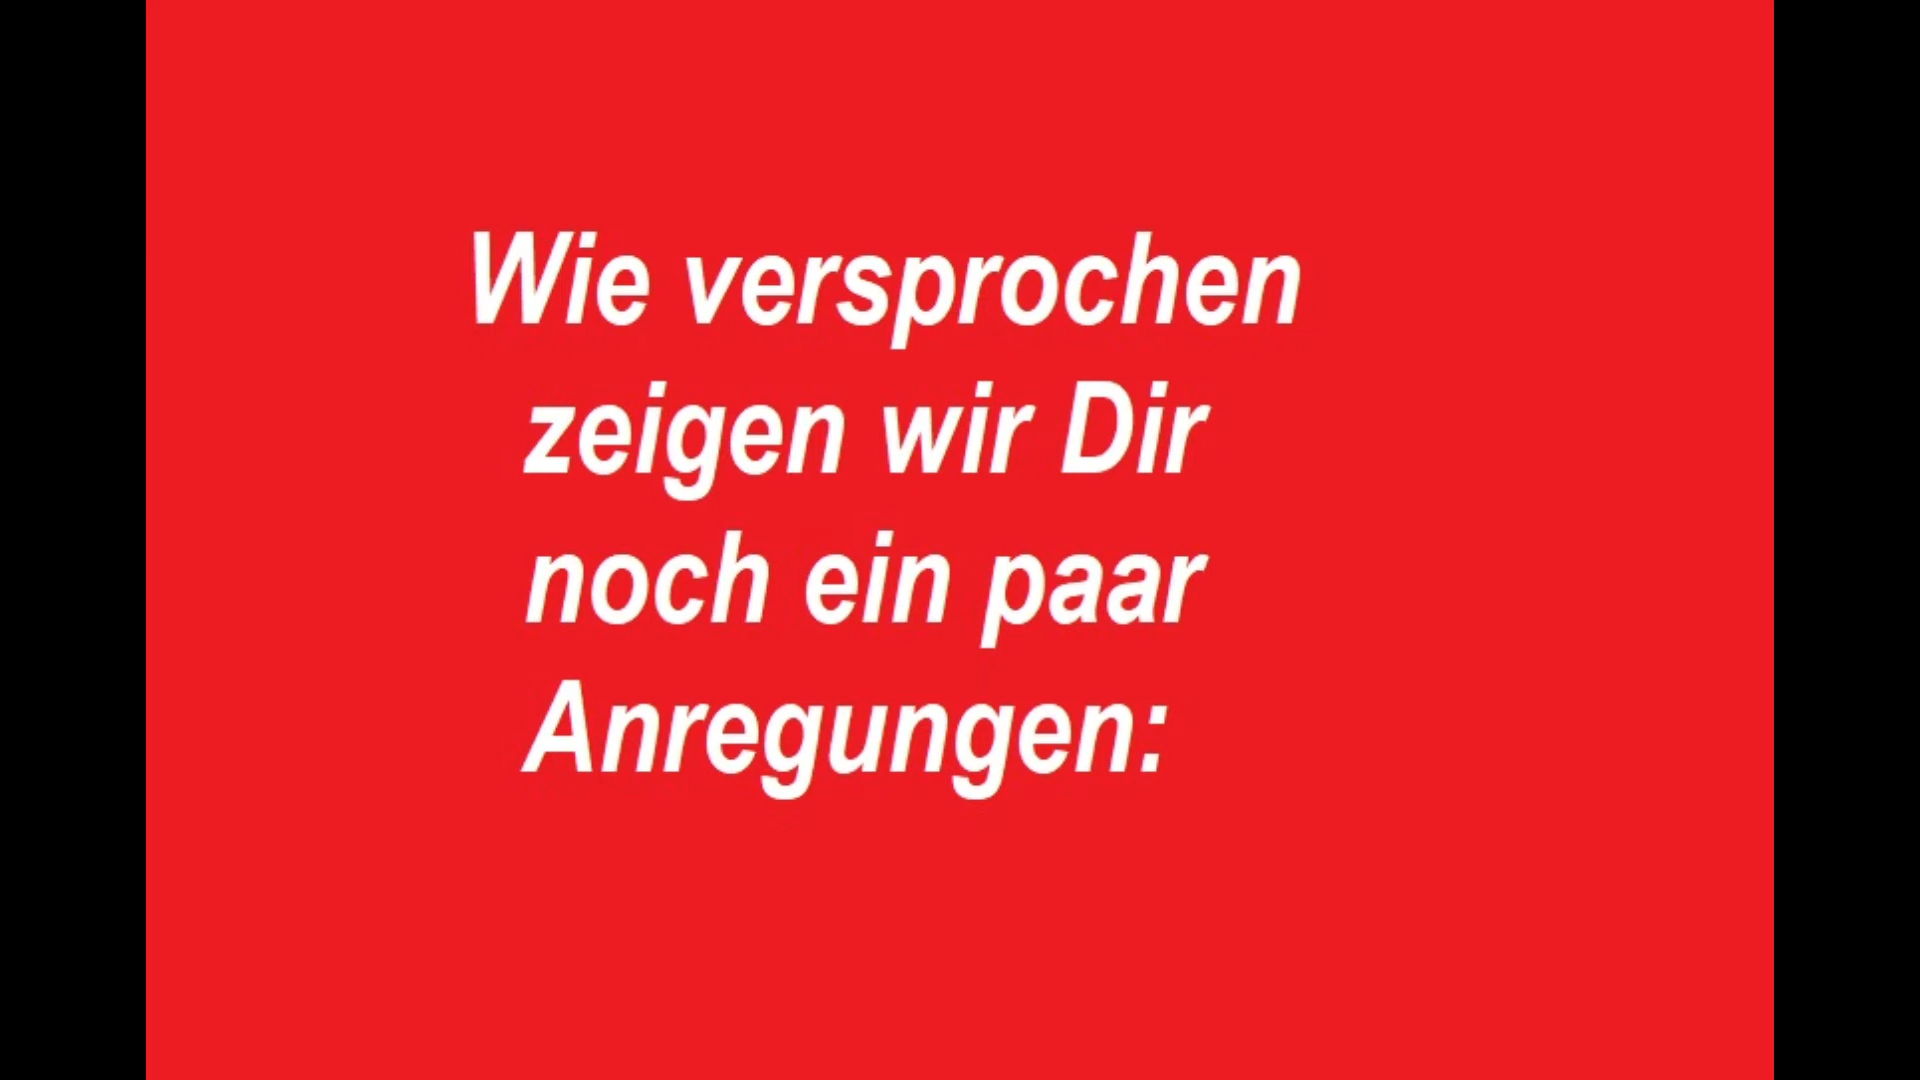 Wie versprochen
zeigen wir Dir
noch ein paar
Anregungen: